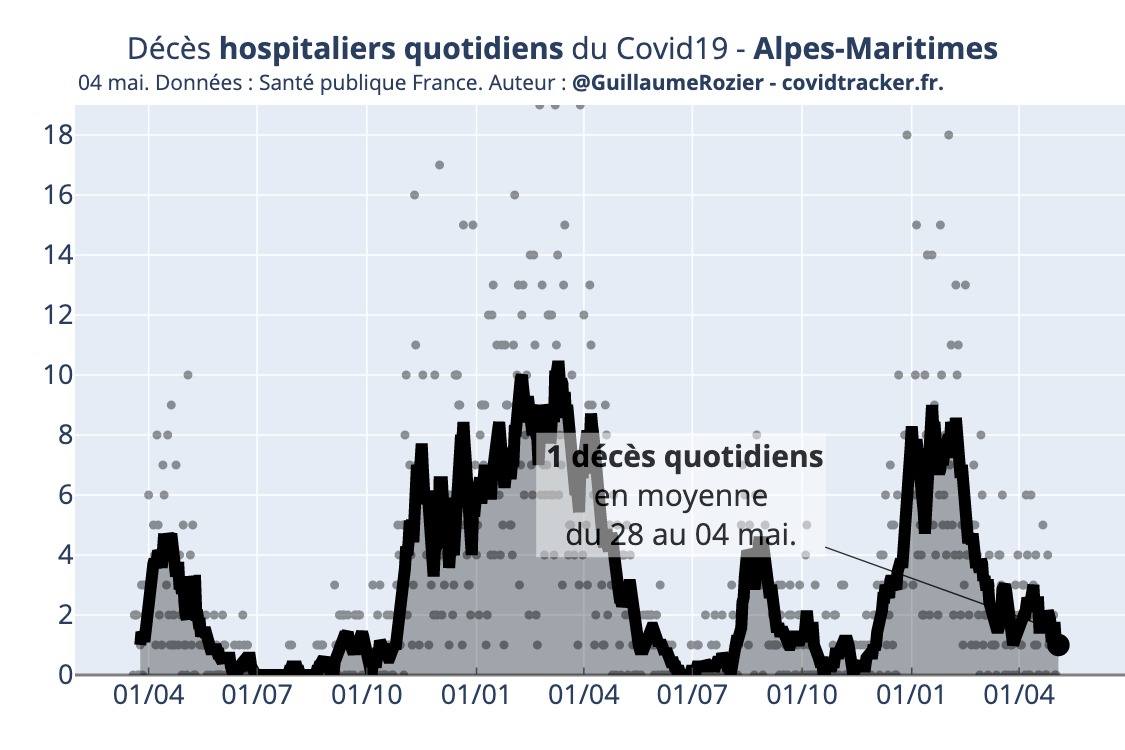 Décès hospitaliers quotidiens du Covid19 - Alpes-Maritimes
04 mai. Données : Santé publique France. Auteur : @GuillaumeRozier - covidtracker.fr.
18
16
14
12
10
8
6
4
2
0
1 décès quotidiens
en moyenne
du 28 au 04 mai.
01/04 01/07 01/10 01/01 01/04 01/07 01/10 01/01 01/04